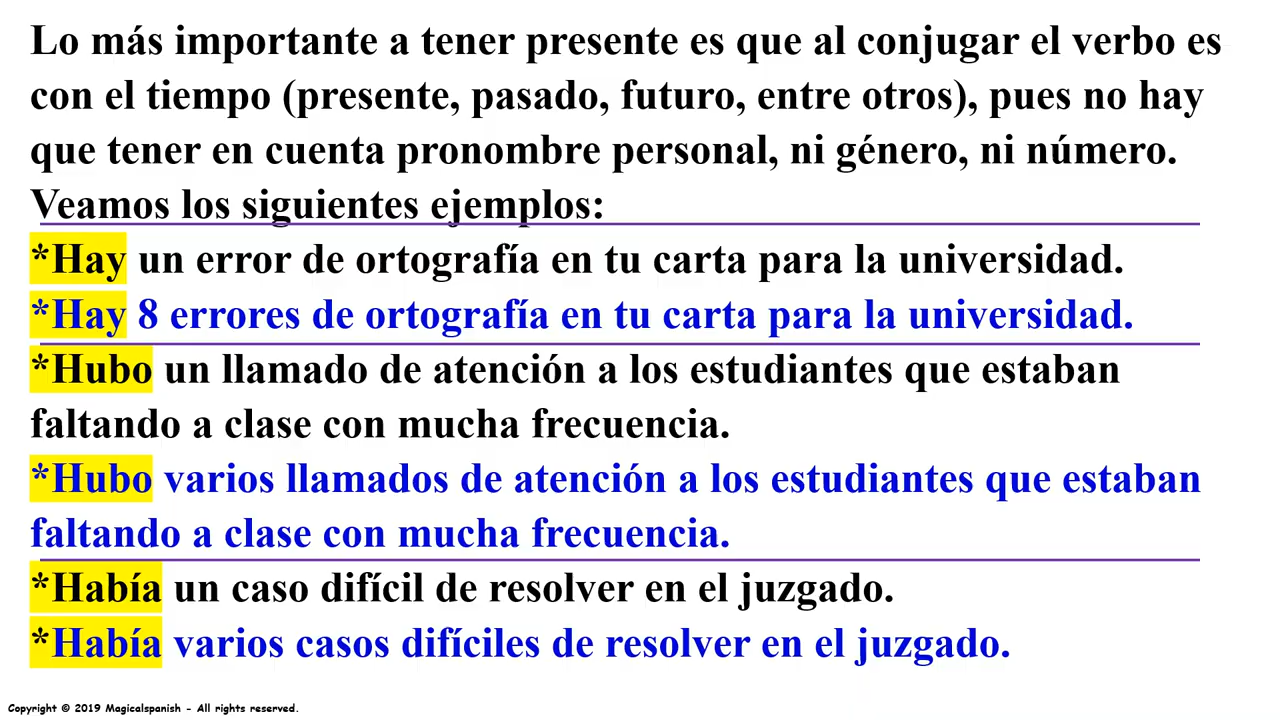 Lo más importante a tener presente es que al conjugar el verbo es
con el tiempo (presente, pasado, futuro, entre otros), pues no hay
que tener en cuenta pronombre personal, ni género, ni número.
Veamos los siguientes ejemplos:
*Hay un error de ortografía en tu carta para la universidad.
*Hay 8 errores de ortografía en tu carta para la universidad.
*Hubo un llamado de atención a los estudiantes que estaban
faltando a clase con mucha frecuencia.
*Hubo varios llamados de atención a los estudiantes que estaban
faltando a clase con mucha frecuencia.
*Había un caso difícil de resolver en el juzgado.
*Había varios casos difíciles de resolver en el juzgado.
Copyright © 2019 Magicalspanish - All rights reserved.